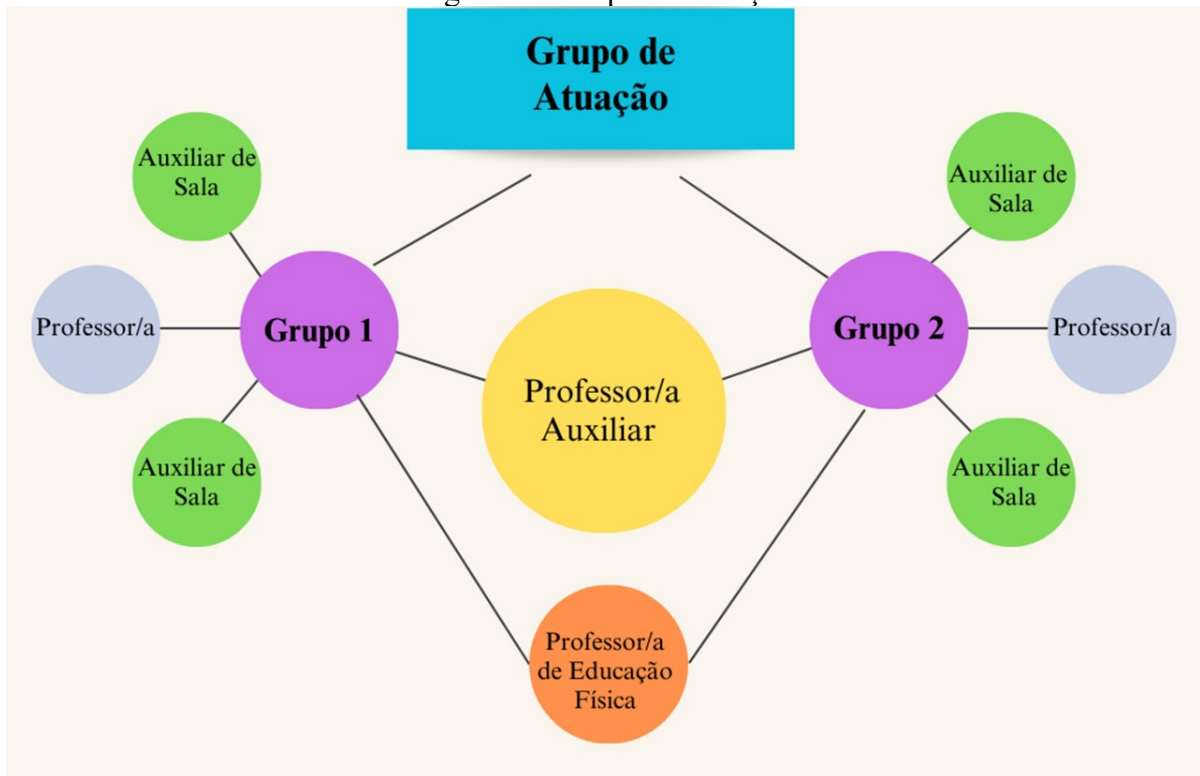 Grupo de
Atuação
Auxiliar de
Sala
Auxiliar de
Sala
Professor/a
Grupo 1
Grupo 2
Professor/a
Professor/a
Auxiliar
Auxiliar de
Sala
Auxiliar de
Sala
Professor/a
de Educação
Física